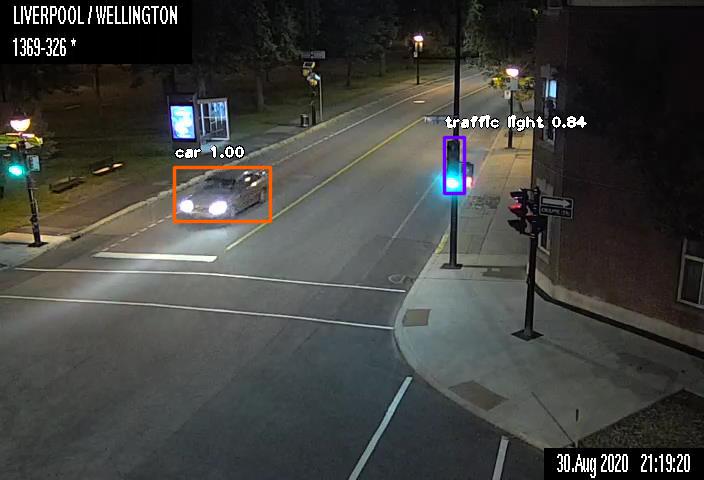 LIVERPOOL / WELLINGTON
1369-326 *
traffic light 0.84
car 1.00
30.Aug 2020 21:19:20